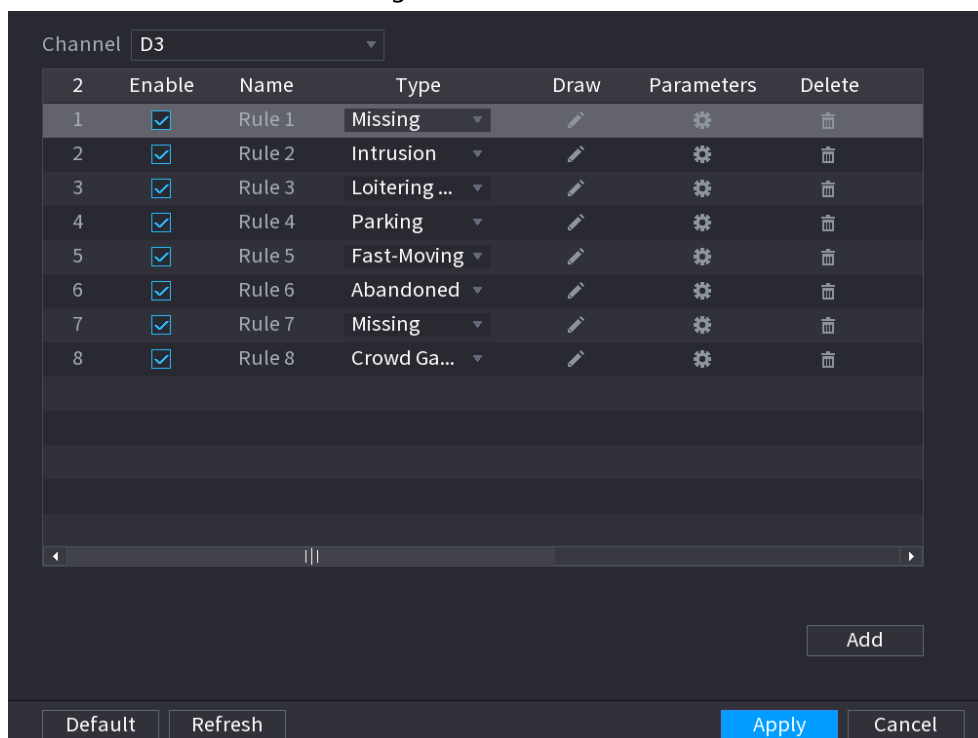 Channel D3
2 Enable Name Type Draw Parameters Delete
1 Rule 1 Missing
2 Rule 2 Intrusion
3 Rule 3 Loitering ...
4 Rule 4 Parking
5 Rule 5 Fast-Moving
6 Rule 6 Abandoned
7 Rule 7 Missing
8 Rule 8 Crowd Ga...
Add
Default Refresh Apply Cancel